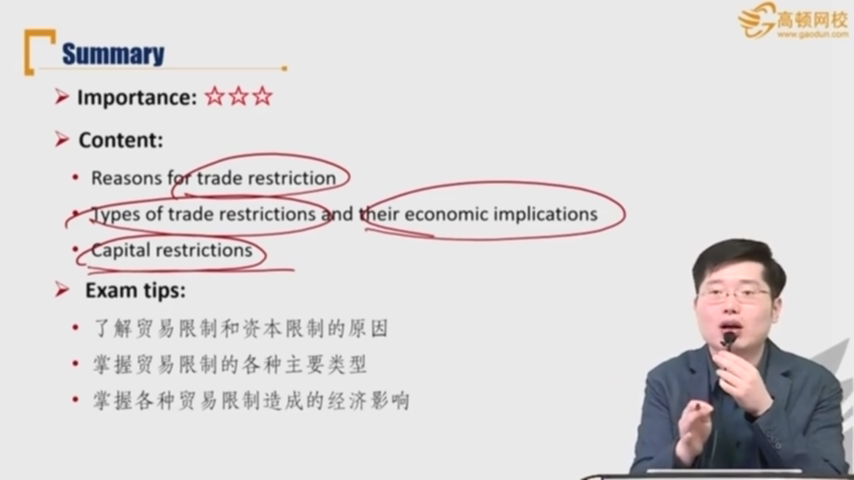 高顿网校
www.gaodun.com
Summary
Importance: ☆☆☆
Content:
Reasons for trade restriction
Types of trade restrictions and their economic implications
Capital restrictions
Exam tips:
了解贸易限制和资本限制的原因
掌握贸易限制的各种主要类型
掌握各种贸易限制造成的经济影响